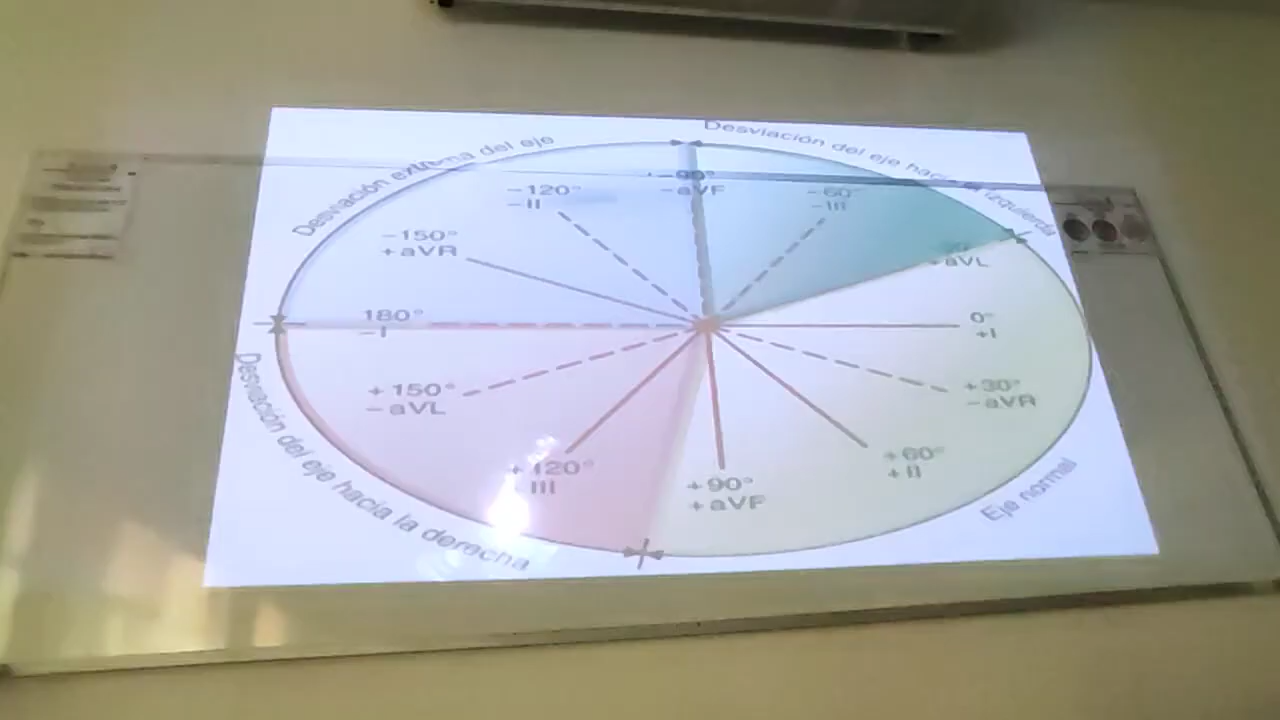 Desviación extrema del eje
Desviación del eje hacia la izquierda
-90°
-aVF
-120°
-II
-60°
-III
-150°
+aVR
aVL
180°
-I
0°
+I
+150°
-aVL
+30°
-aVR
+120°
III
+60°
+II
+90°
+aVF
Eje normal
Desviación del eje hacia la derecha